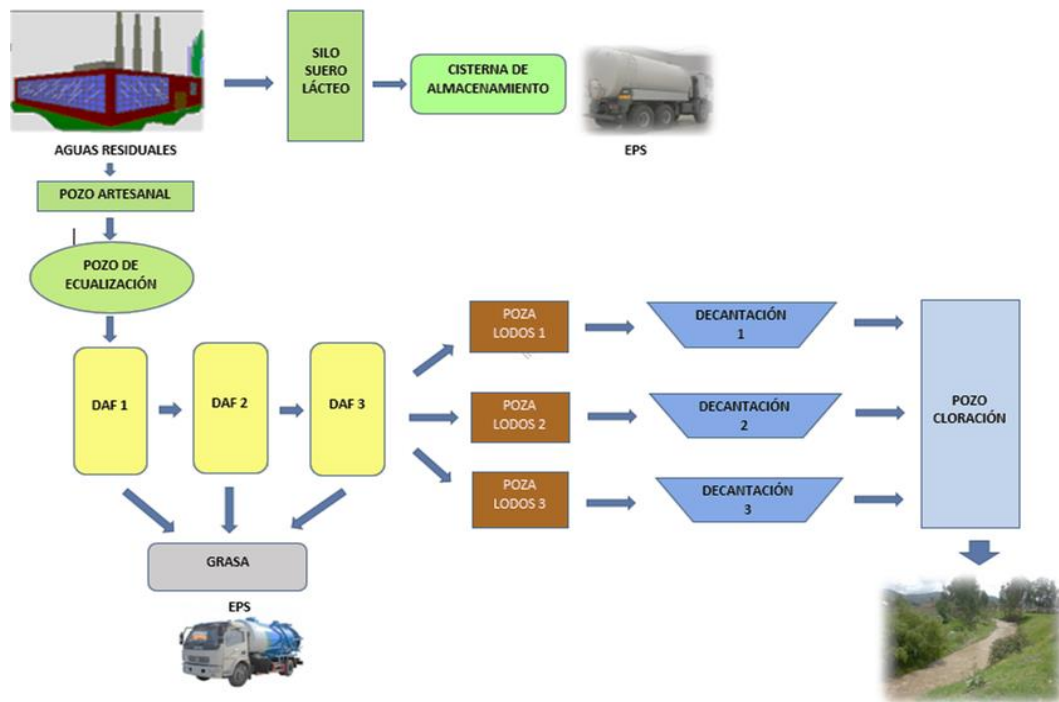 SILO
SUERO
LÁCTEO
CISTERNA DE
ALMACENAMIENTO
EPS
AGUAS RESIDUALES
POZO ARTESANAL
POZO DE
ECUALIZACIÓN
DAF 1
DAF 2
DAF 3
POZA
LODOS 1
DECANTACIÓN
1
POZA
LODOS 2
DECANTACIÓN
2
POZA
LODOS 3
DECANTACIÓN
3
POZO
CLORACIÓN
GRASA
EPS